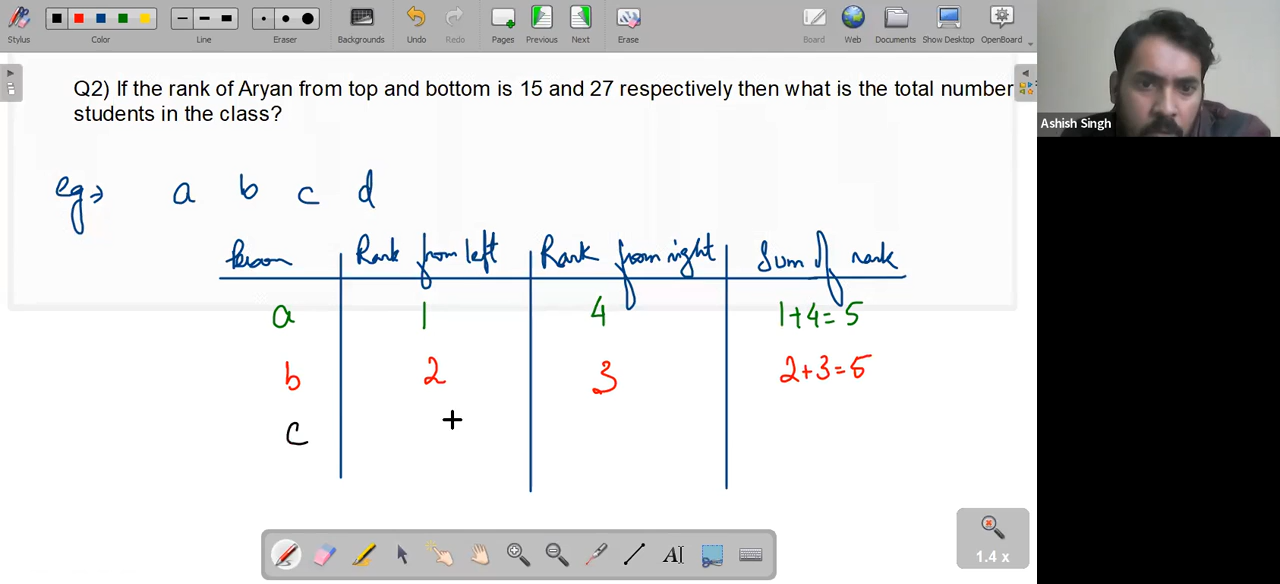 Stylus Color Line Eraser Backgrounds Undo Redo Pages Previous Next Erase Board Web Documents Show Desktop OpenBoard
Q2) If the rank of Aryan from top and bottom is 15 and 27 respectively then what is the total number
students in the class?
Ashish Singh
eg→ a b c d
Person Rank from left Rank from right Sum of rank
a 1 4 1+4=5
b 2 3 2+3=5
c
AI
1.4 x